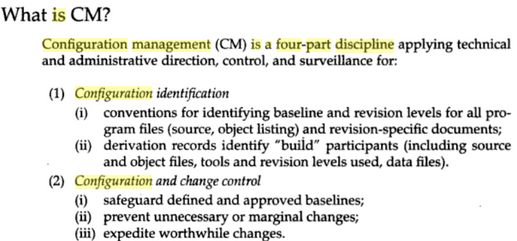 What is CM?
Configuration management (CM) is a four-part discipline applying technical
and administrative direction, control, and surveillance for:
(1) Configuration identification
(i) conventions for identifying baseline and revision levels for all pro-
gram files (source, object listing) and revision-specific documents;
(ii) derivation records identify "build" participants (including source
and object files, tools and revision levels used, data files).
(2) Configuration and change control
(i) safeguard defined and approved baselines;
(ii) prevent unnecessary or marginal changes;
(iii) expedite worthwhile changes.